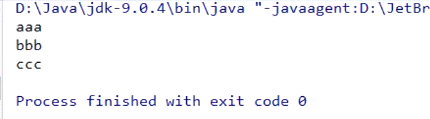 D:\Java\jdk-9.0.4\bin\java "-javaagent:D:\JetBr
aaa
bbb
ccc
Process finished with exit code 0